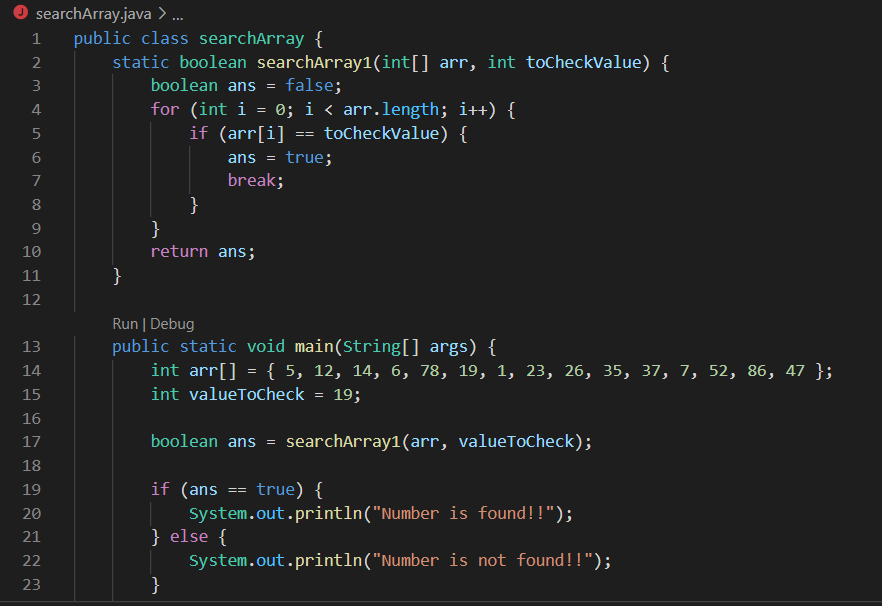 searchArray.java > ...
1 public class searchArray {
2     static boolean searchArray1(int[] arr, int toCheckValue) {
3         boolean ans = false;
4         for (int i = 0; i < arr.length; i++) {
5             if (arr[i] == toCheckValue) {
6                 ans = true;
7                 break;
8             }
9         }
10         return ans;
11     }
12
Run | Debug
13     public static void main(String[] args) {
14         int arr[] = { 5, 12, 14, 6, 78, 19, 1, 23, 26, 35, 37, 7, 52, 86, 47 };
15         int valueToCheck = 19;
16
17         boolean ans = searchArray1(arr, valueToCheck);
18
19         if (ans == true) {
20             System.out.println("Number is found!!");
21         } else {
22             System.out.println("Number is not found!!");
23         }